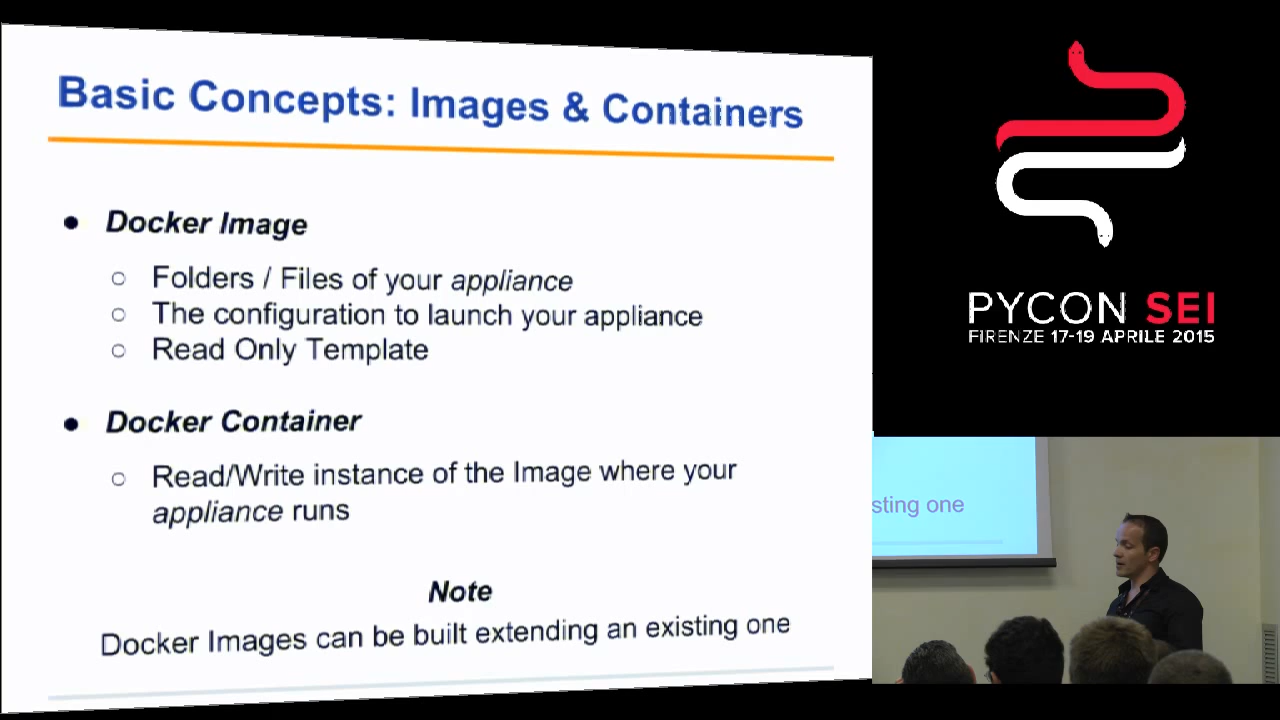 Basic Concepts: Images & Containers
● Docker Image
○ Folders / Files of your appliance
○ The configuration to launch your appliance
○ Read Only Template
● Docker Container
○ Read/Write instance of the Image where your
appliance runs
Note
Docker Images can be built extending an existing one
PYCON SEI
FIRENZE 17-19 APRILE 2015
sting one